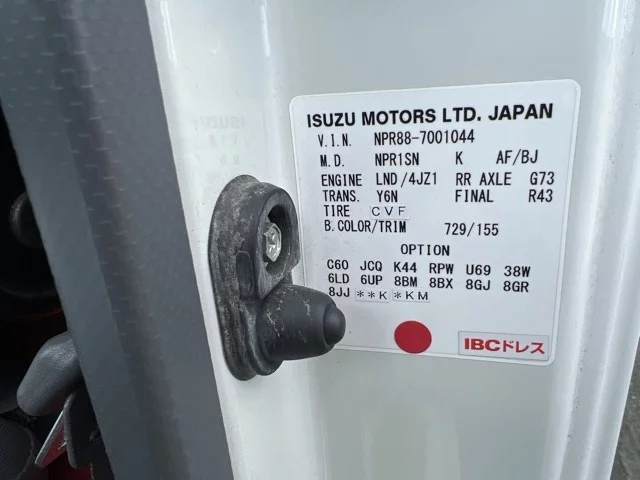 ISUZU MOTORS LTD. JAPAN
V.I.N. NPR88-7001044
M.D. NPR1SN K AF/BJ
ENGINE LND/4JZ1 RR AXLE G73
TRANS. Y6N FINAL R43
TIRE CVF
B.COLOR/TRIM 729/155
OPTION
C60 JCQ K44 RPW U69 38W
6LD 6UP 8BM 8BX 8GJ 8GR
8JJ **K*KM
IBCドレス